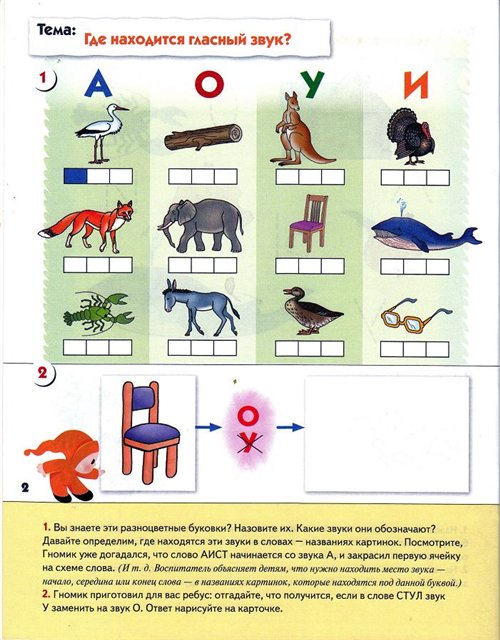 Тема:
Где находится гласный звук?
1
А О У И
2
О
У
2
1. Вы знаете эти разноцветные буковки? Назовите их. Какие звуки они обозначают?
Давайте определим, где находятся эти звуки в словах — названиях картинок. Посмотрите,
Гномик уже догадался, что слово АИСТ начинается со звука А, и закрасил первую ячейку
на схеме слова. (И т. д. Воспитатель объясняет детям, что нужно находить место звука —
начало, середина или конец слова — в названиях картинок, которые находятся под данной буквой.)
2. Гномик приготовил для вас ребус: отгадайте, что получится, если в слове СТУЛ звук
У заменить на звук О. Ответ нарисуйте на карточке.